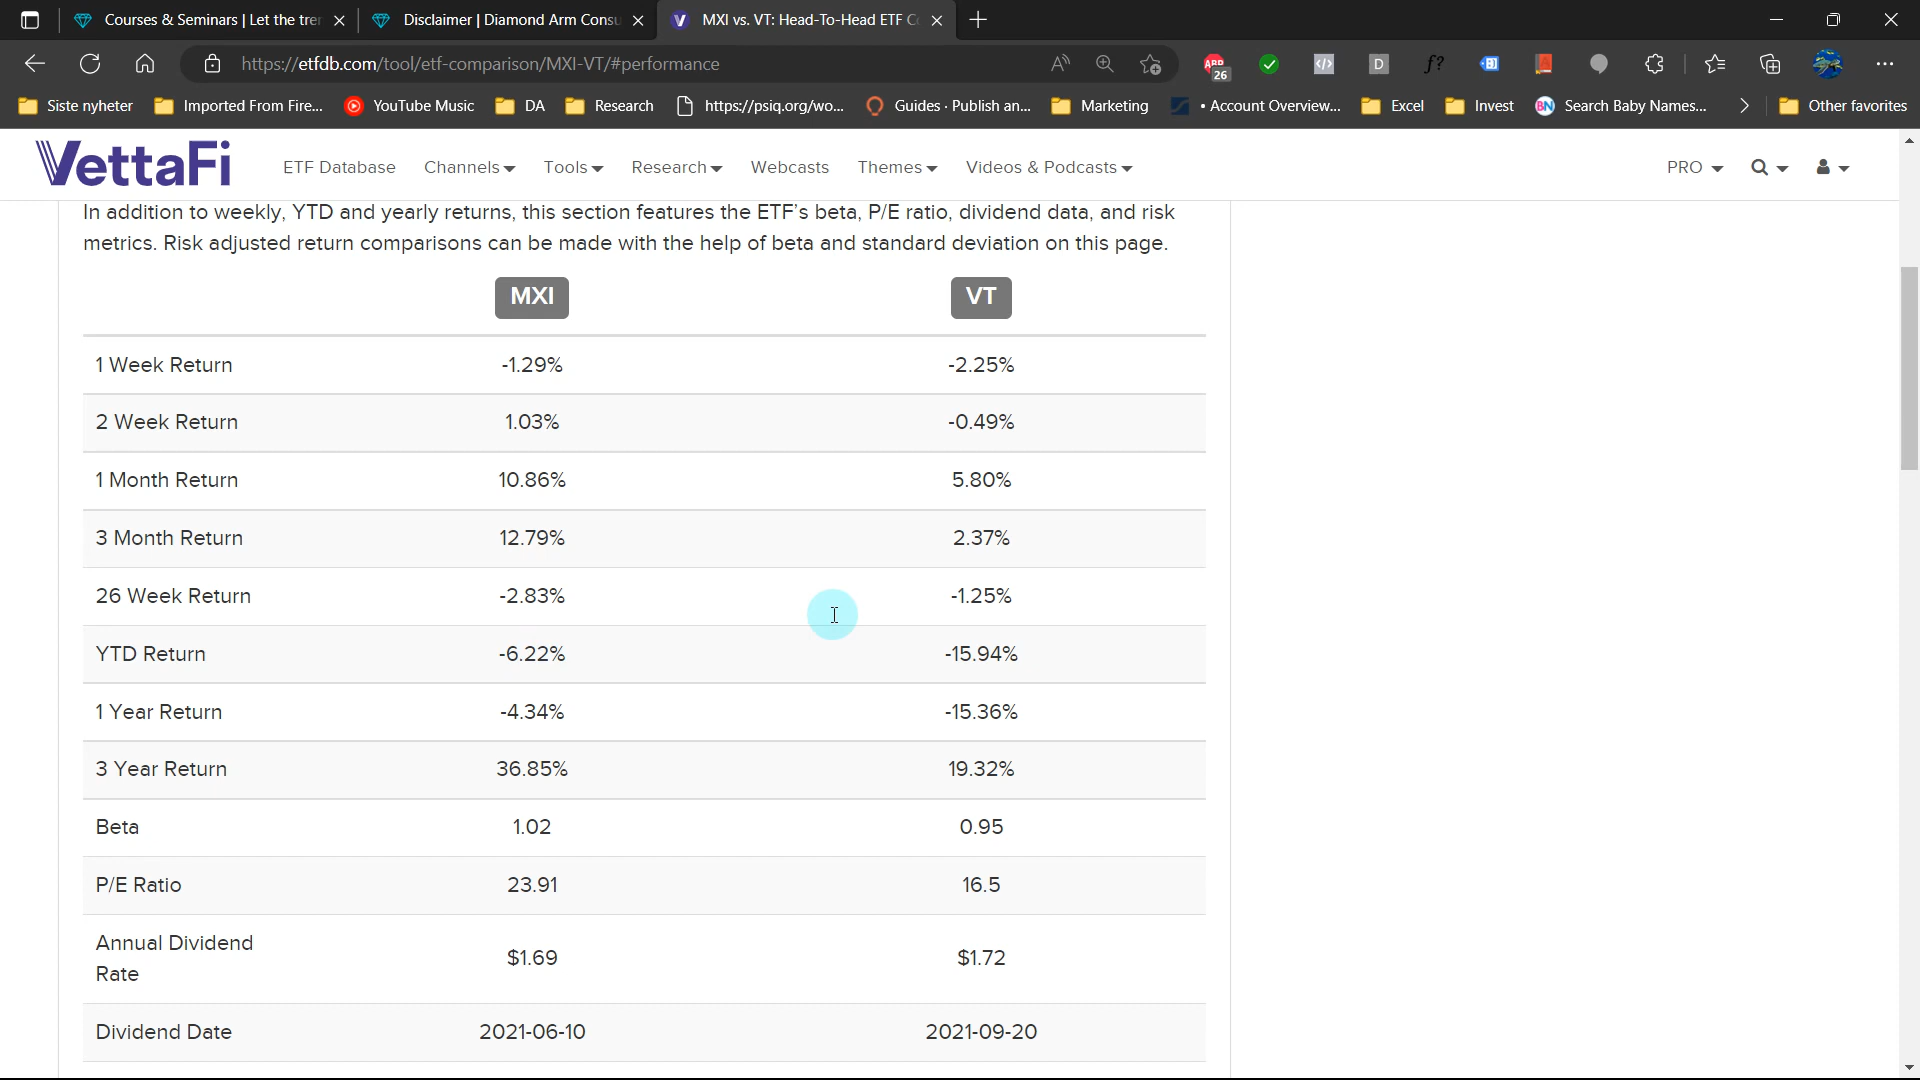 Courses & Seminars | Let the tre
Disclaimer | Diamond Arm Consu
MXI vs. VT: Head-To-Head ETF C
https://etfdb.com/tool/etf-comparison/MXI-VT/#performance
26
Siste nyheter
Imported From Fire...
YouTube Music
DA
Research
https://psiq.org/wo...
Guides · Publish an...
Marketing
• Account Overview...
Excel
Invest
Search Baby Names...
Other favorites
VettaFi
ETF Database
Channels
Tools
Research
Webcasts
Themes
Videos & Podcasts
PRO
In addition to weekly, YTD and yearly returns, this section features the ETF's beta, P/E ratio, dividend data, and risk
metrics. Risk adjusted return comparisons can be made with the help of beta and standard deviation on this page.
MXI VT
1 Week Return -1.29% -2.25%
2 Week Return 1.03% -0.49%
1 Month Return 10.86% 5.80%
3 Month Return 12.79% 2.37%
26 Week Return -2.83% -1.25%
YTD Return -6.22% -15.94%
1 Year Return -4.34% -15.36%
3 Year Return 36.85% 19.32%
Beta 1.02 0.95
P/E Ratio 23.91 16.5
Annual Dividend
Rate $1.69 $1.72
Dividend Date 2021-06-10 2021-09-20